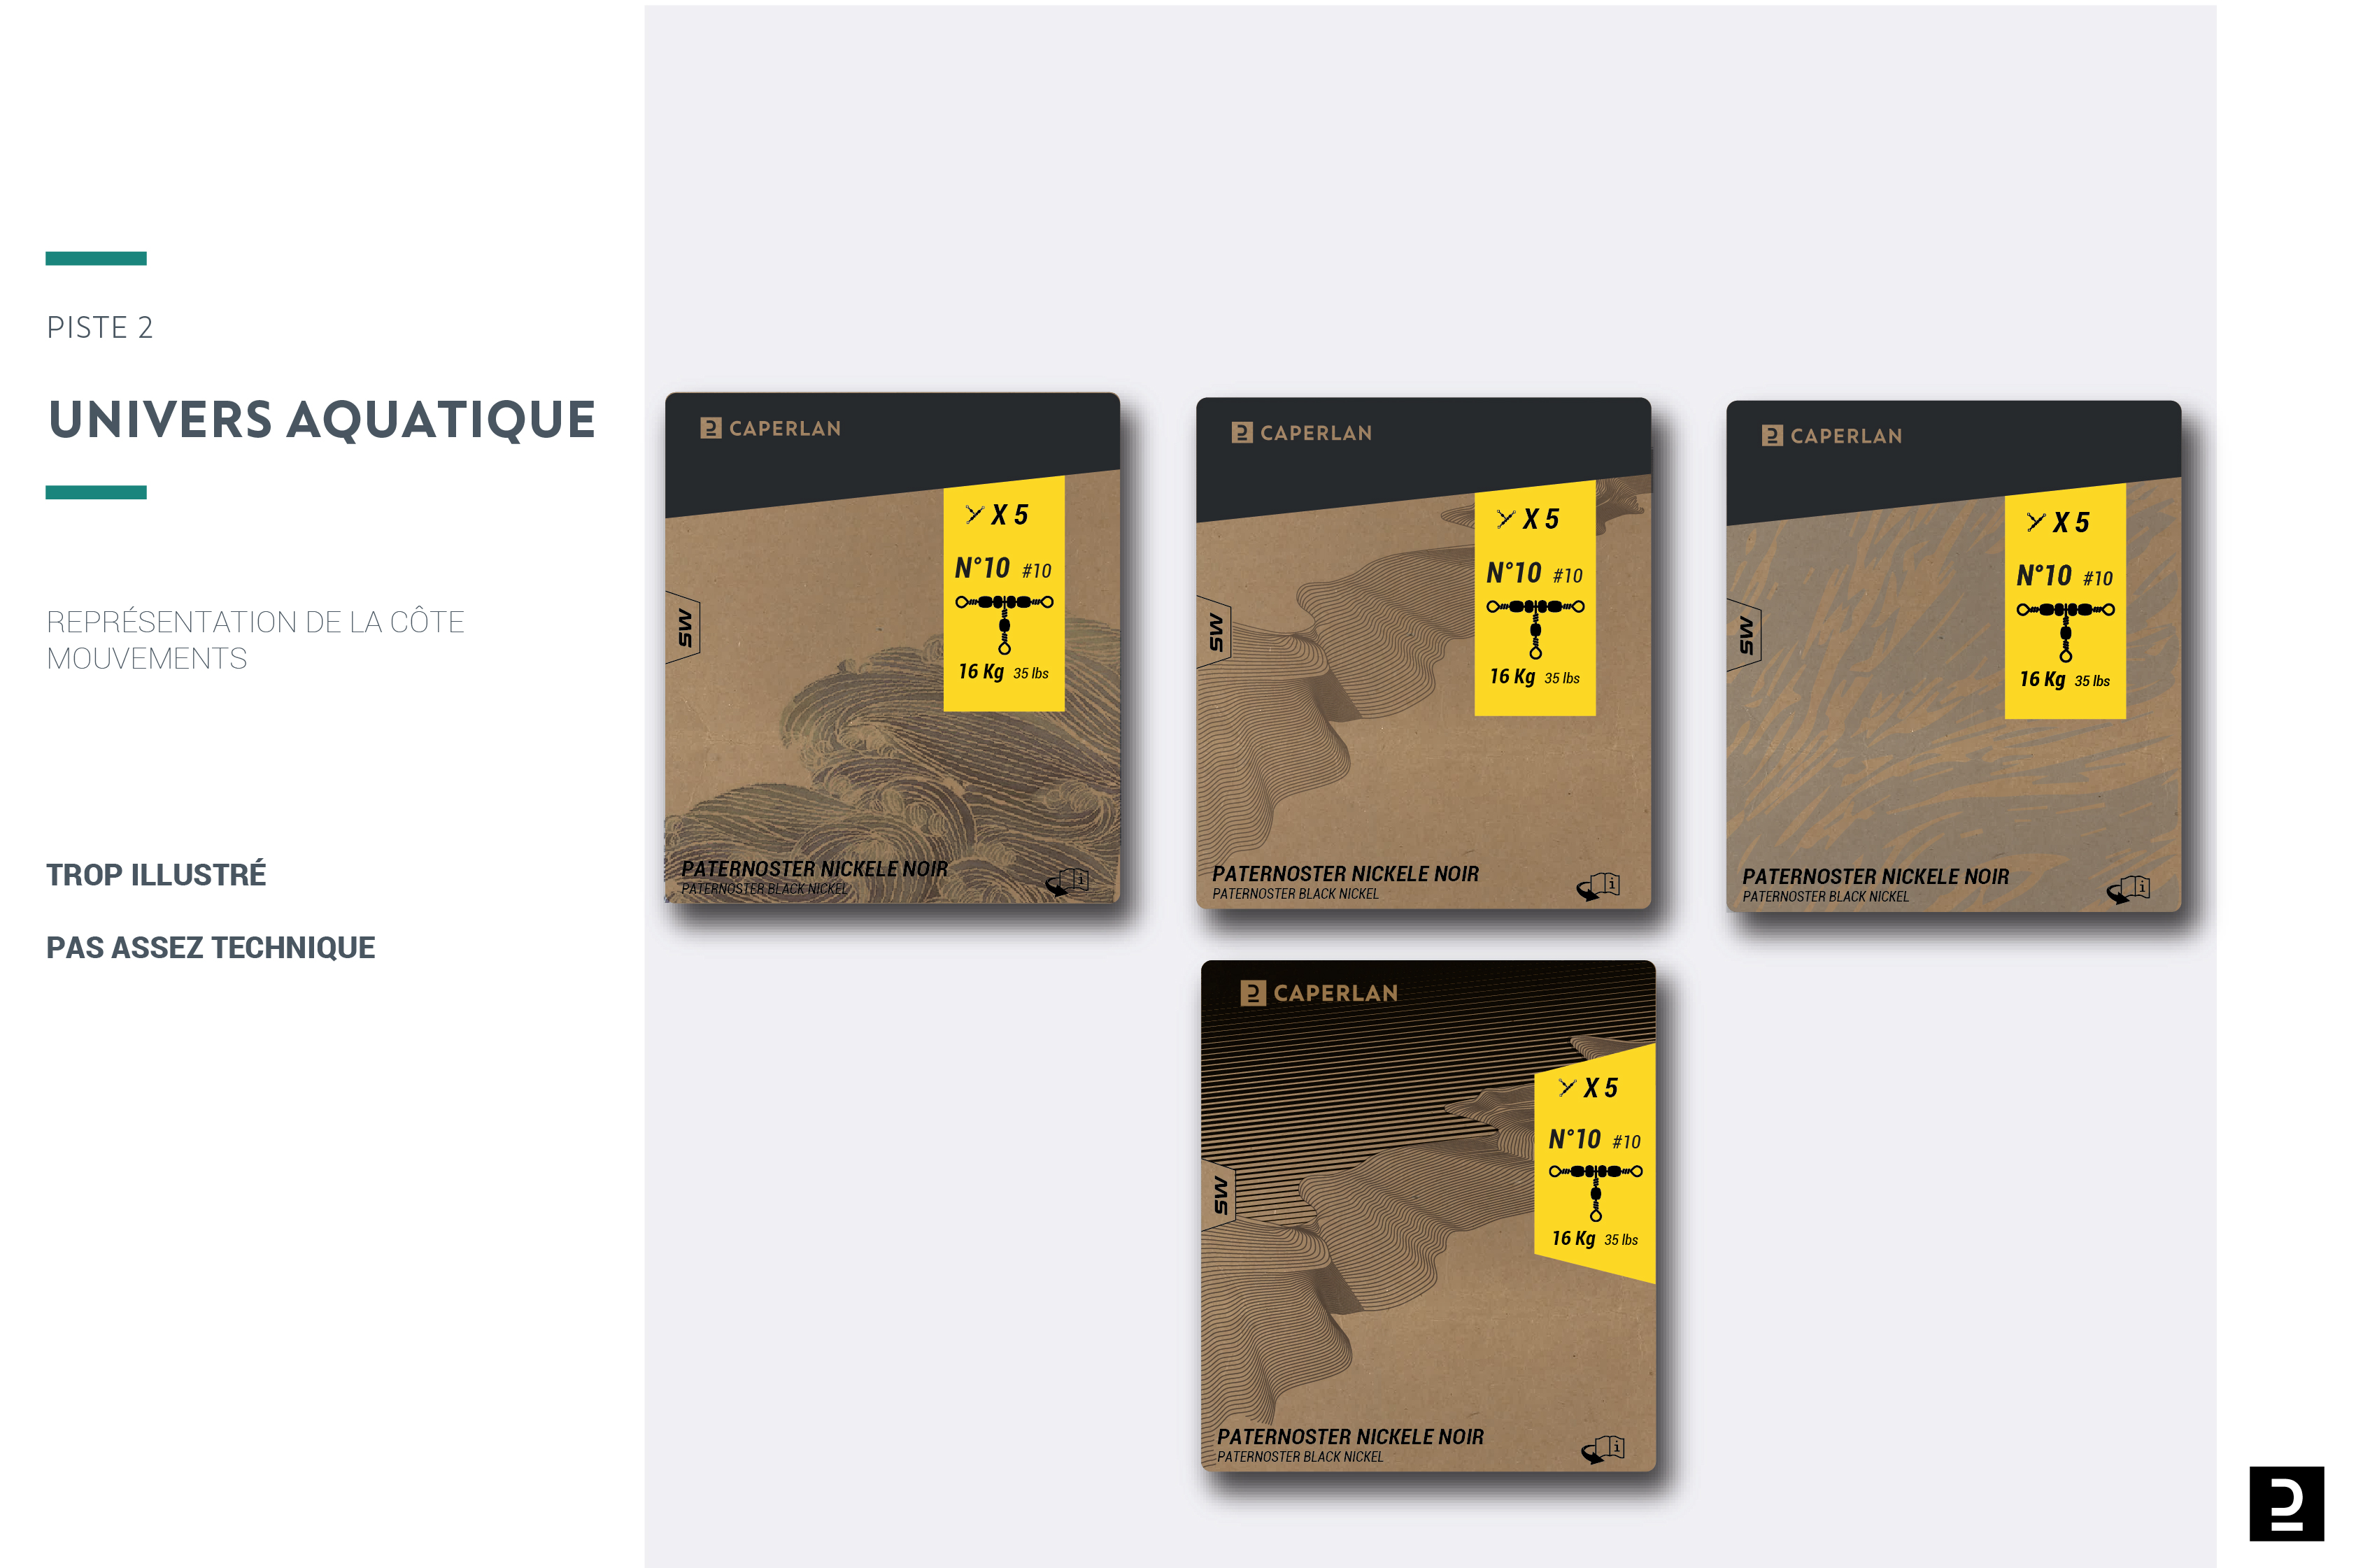 PISTE 2
UNIVERS AQUATIQUE
REPRÉSENTATION DE LA CÔTE
MOUVEMENTS
TROP ILLUSTRÉ
PAS ASSEZ TECHNIQUE
CAPERLAN
X 5
N°10 #10
16 Kg 35 lbs
SW
PATERNOSTER NICKELE NOIR
PATERNOSTER BLACK NICKEL
i
CAPERLAN
X 5
N°10 #10
16 Kg 35 lbs
SW
PATERNOSTER NICKELE NOIR
PATERNOSTER BLACK NICKEL
i
CAPERLAN
X 5
N°10 #10
16 Kg 35 lbs
SW
PATERNOSTER NICKELE NOIR
PATERNOSTER BLACK NICKEL
i
CAPERLAN
X 5
N°10 #10
16 Kg 35 lbs
SW
PATERNOSTER NICKELE NOIR
PATERNOSTER BLACK NICKEL
i